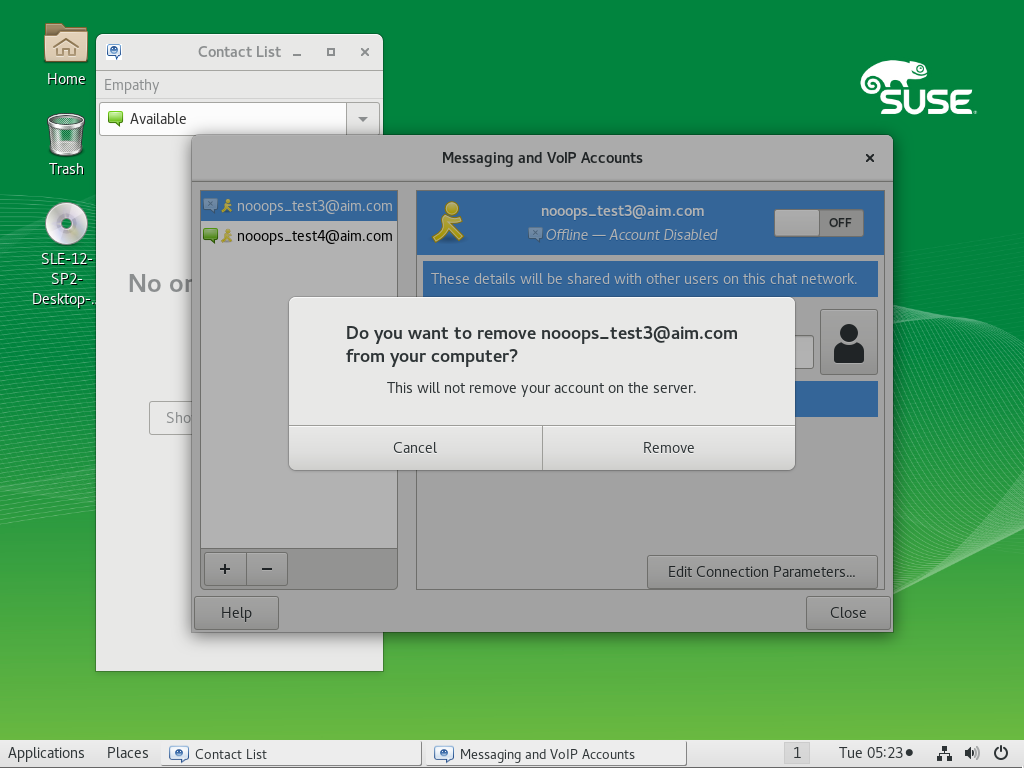 Home
Trash
SLE-12-
SP2-
Desktop-..
Contact List
Empathy
Available
No or
Sho
SUSE
Messaging and VoIP Accounts
nooops_test3@aim.com
nooops_test4@aim.com
nooops_test3@aim.com
Offline — Account Disabled
OFF
These details will be shared with other users on this chat network.
Do you want to remove nooops_test3@aim.com
from your computer?
This will not remove your account on the server.
Cancel
Remove
Edit Connection Parameters...
Help
Close
Applications
Places
Contact List
Messaging and VoIP Accounts
1
Tue 05:23